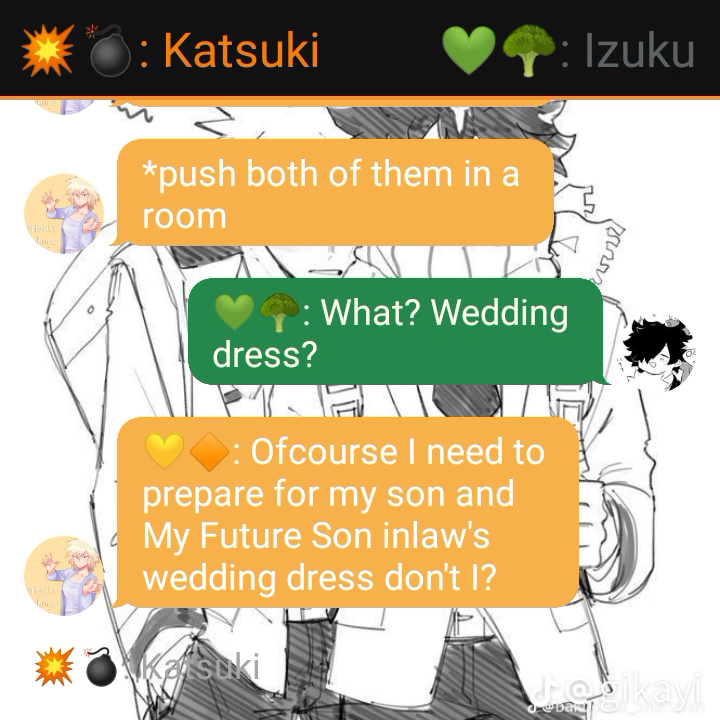 💥💣: Katsuki
💚🥦: Izuku
*push both of them in a
room
💚🥦: What? Wedding
dress?
💛🔶: Ofcourse I need to
prepare for my son and
My Future Son inlaw's
wedding dress don't I?
💥💣: Katsuki
@gikayi